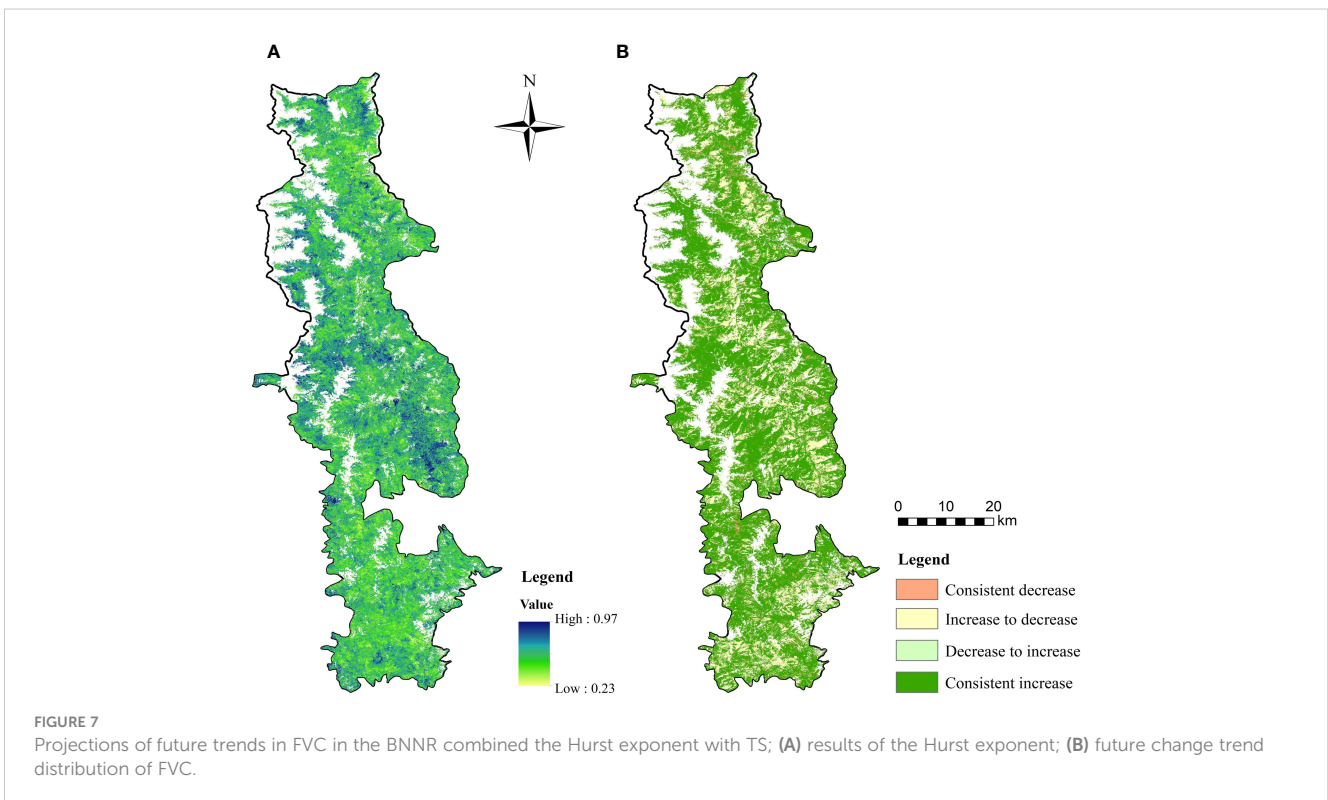 A
B
N
0 10 20
km
Legend
Value
High : 0.97
Low : 0.23
Legend
Consistent decrease
Increase to decrease
Decrease to increase
Consistent increase
FIGURE 7
Projections of future trends in FVC in the BNNR combined the Hurst exponent with TS; (A) results of the Hurst exponent; (B) future change trend
distribution of FVC.